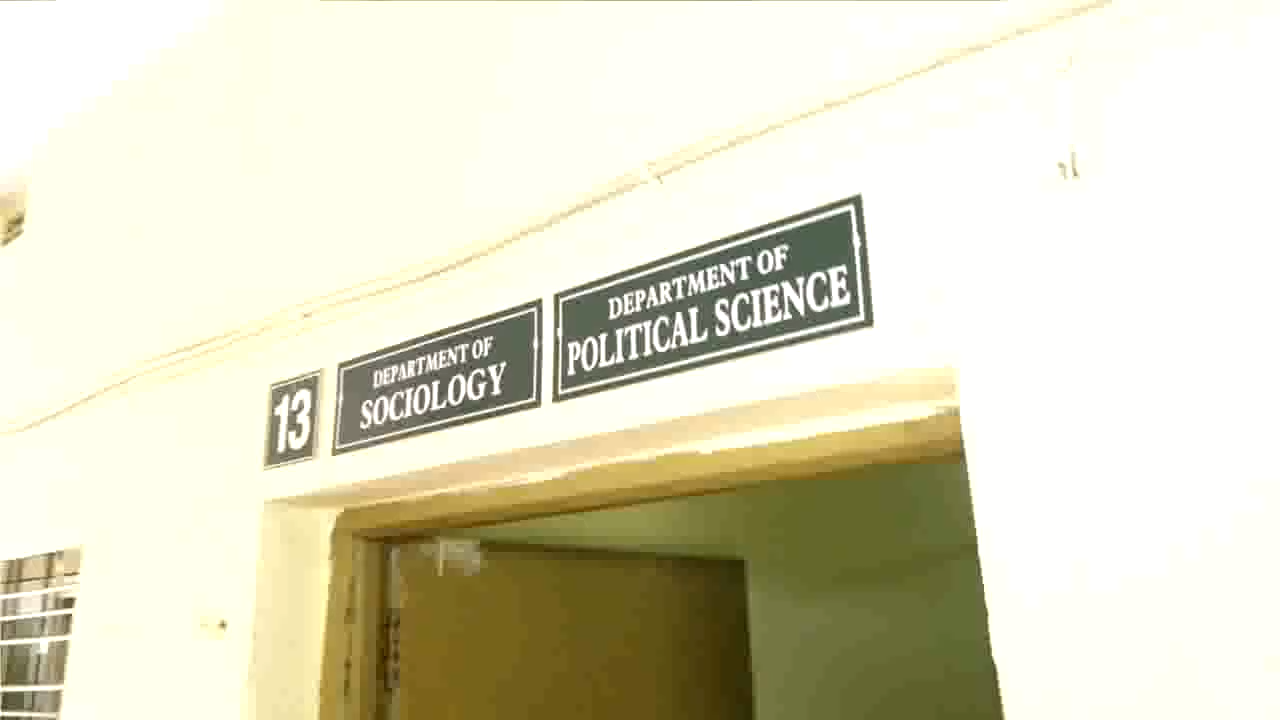 13
DEPARTMENT OF
SOCIOLOGY
DEPARTMENT OF
POLITICAL SCIENCE